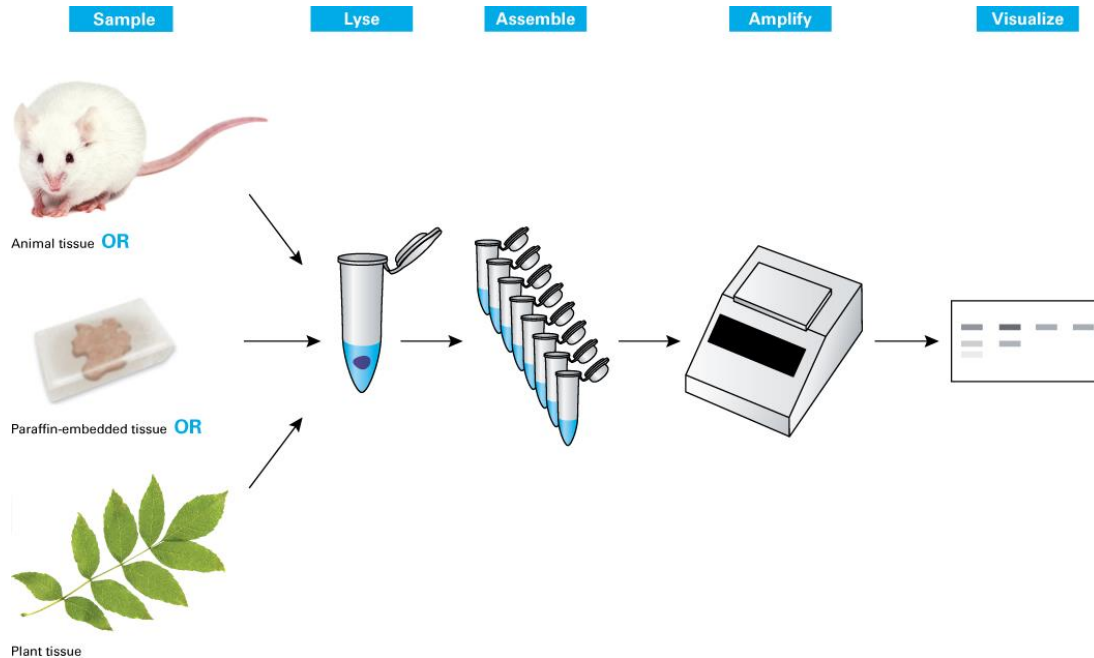 Sample
Lyse
Assemble
Amplify
Visualize
Animal tissue OR
Paraffin-embedded tissue OR
Plant tissue